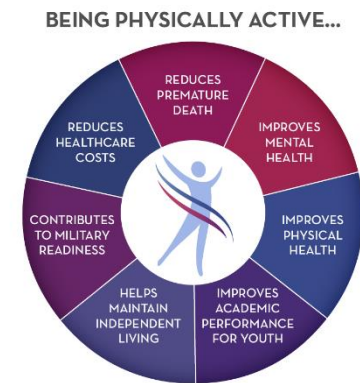 BEING PHYSICALLY ACTIVE...
REDUCES
PREMATURE
DEATH
IMPROVES
MENTAL
HEALTH
IMPROVES
PHYSICAL
HEALTH
IMPROVES
ACADEMIC
PERFORMANCE
FOR YOUTH
HELPS
MAINTAIN
INDEPENDENT
LIVING
CONTRIBUTES
TO MILITARY
READINESS
REDUCES
HEALTHCARE
COSTS